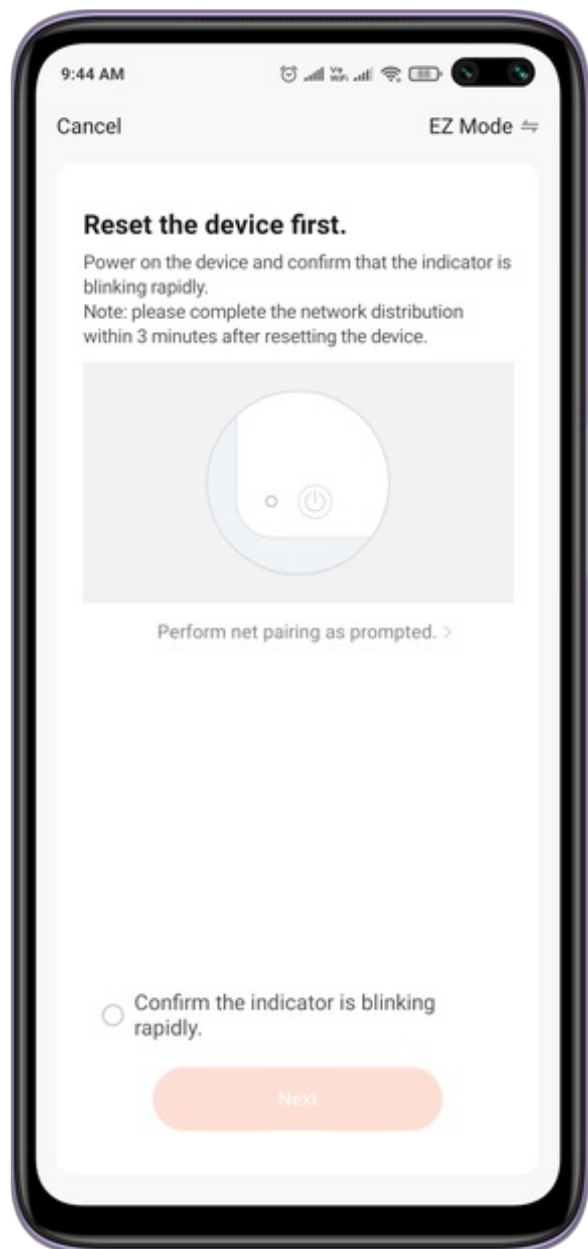 9:44 AM
Cancel
EZ Mode
Reset the device first.
Power on the device and confirm that the indicator is
blinking rapidly.
Note: please complete the network distribution
within 3 minutes after resetting the device.
Perform net pairing as prompted. >
Confirm the indicator is blinking
rapidly.
Next